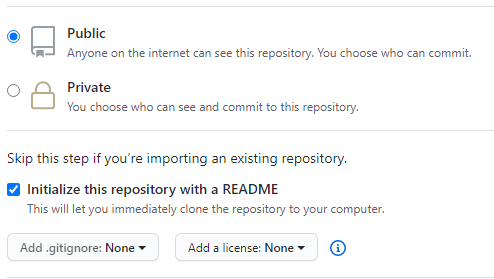 Public
Anyone on the internet can see this repository. You choose who can commit.
Private
You choose who can see and commit to this repository.
Skip this step if you're importing an existing repository.
Initialize this repository with a README
This will let you immediately clone the repository to your computer.
Add .gitignore: None Add a license: None